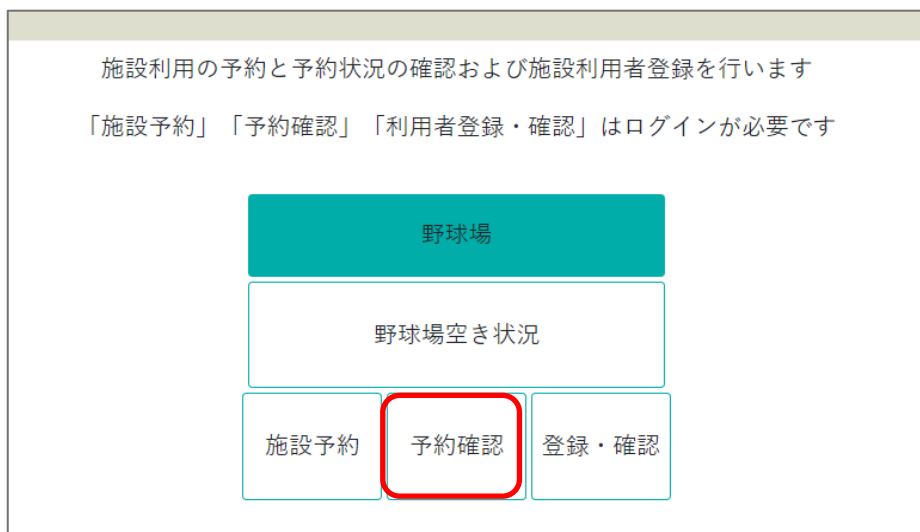 施設利用の予約と予約状況の確認および施設利用者登録を行います
「施設予約」「予約確認」「利用者登録・確認」はログインが必要です
野球場
野球場空き状況
施設予約
予約確認
登録・確認